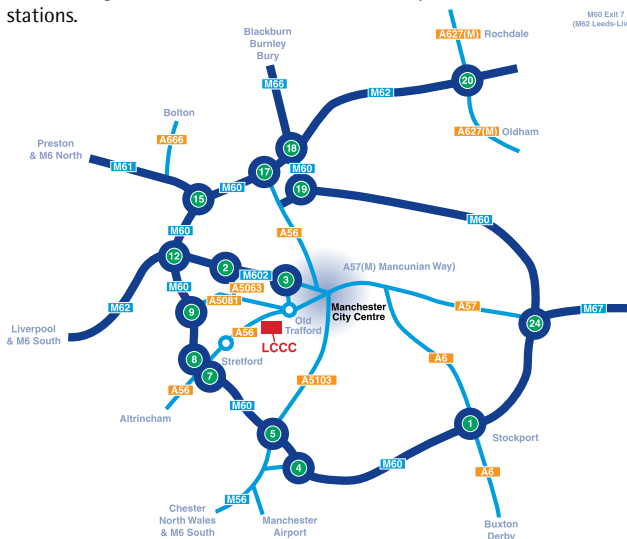 stations.
M60 Exit 7
(M62 Leeds-Liv
A627(M) Rochdale
Blackburn
Burnley
Bury
20
M66
M62
Bolton
A627(M) Oldham
A666
Preston
& M6 North
18
M61
M60
17
M60
19
15
M60
M60
A56
12
2
M602
3
A57(M) Mancunian Way)
M60
A5063
A5081
M62
9
Manchester
City Centre
A57
M67
Old
Trafford
24
Liverpool
& M6 South
A56
LCCC
8
Stretford
A6
7
A5103
A56
M60
Altrincham
1
5
Stockport
4
M60
A6
M56
Chester
North Wales
& M6 South
Manchester
Airport
Buxton
Derby